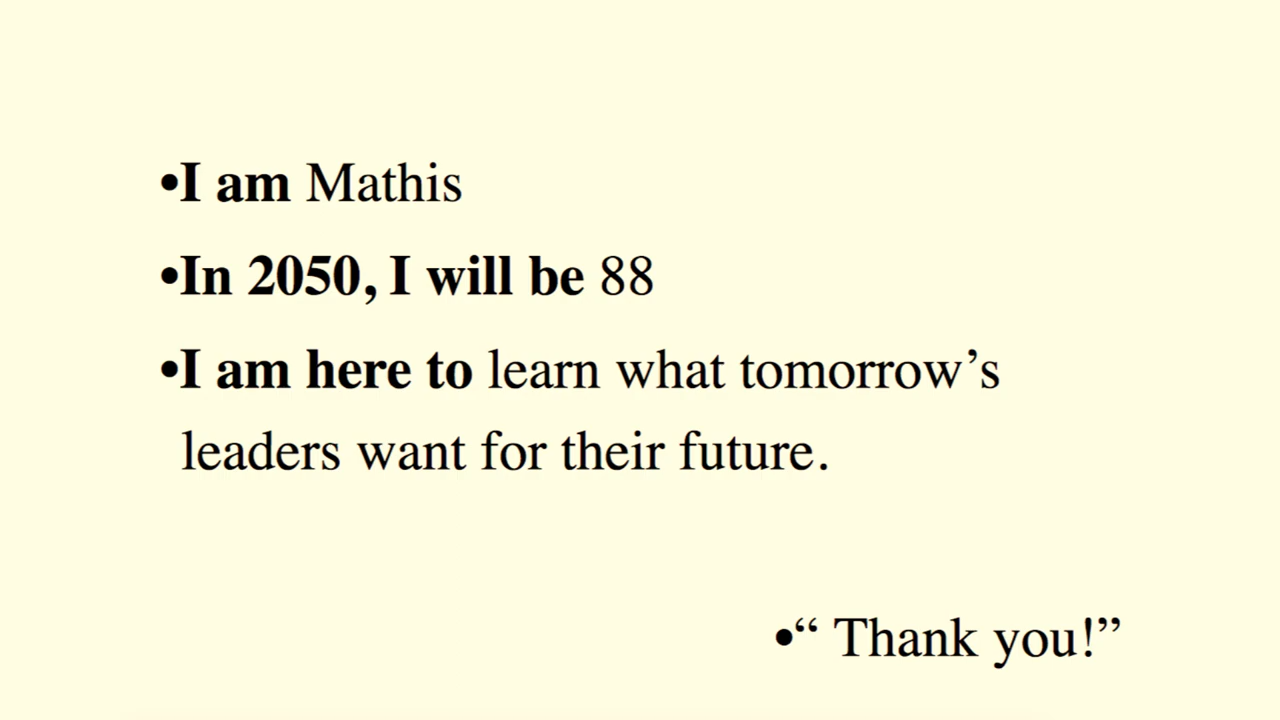 •I am Mathis
•In 2050, I will be 88
•I am here to learn what tomorrow’s
leaders want for their future.
•“ Thank you!”